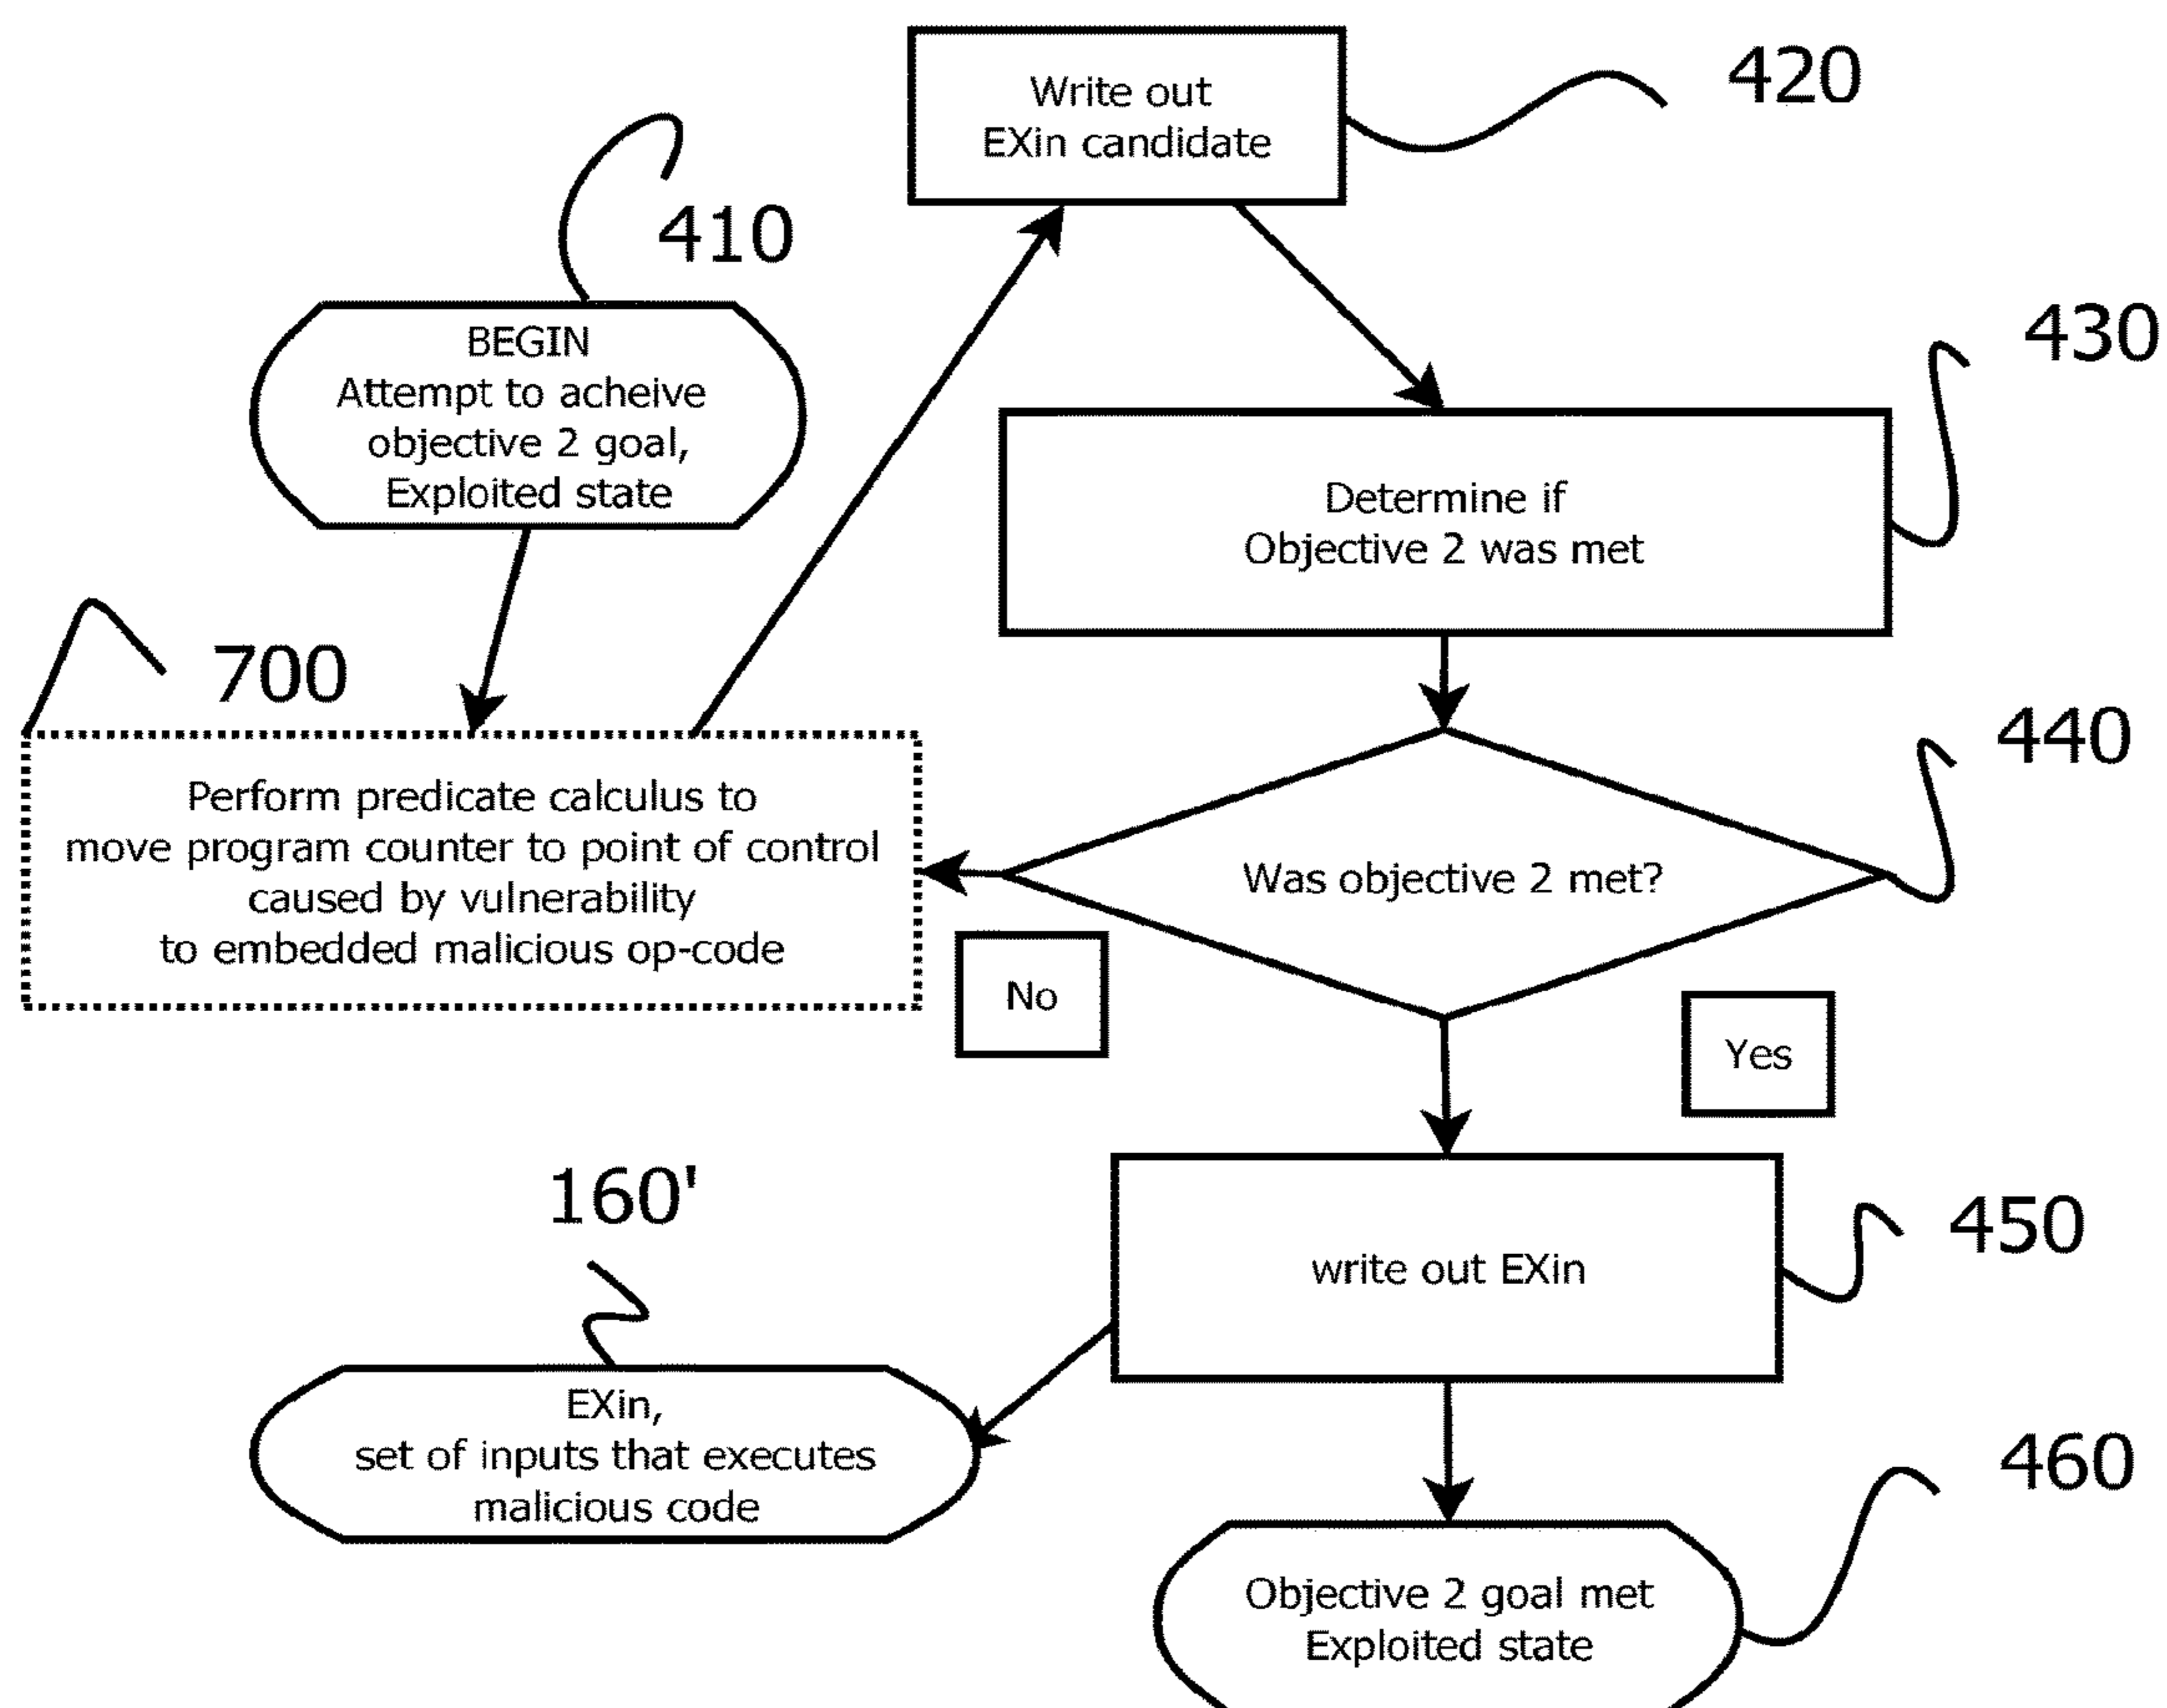 Write out
EXin candidate
420
410
BEGIN
Attempt to acheive
objective 2 goal,
Exploited state
430
Determine if
Objective 2 was met
700
Perform predicate calculus to
move program counter to point of control
caused by vulnerability
to embedded malicious op-code
440
Was objective 2 met?
No
Yes
160'
450
write out EXin
EXin,
set of inputs that executes
malicious code
460
Objective 2 goal met
Exploited state